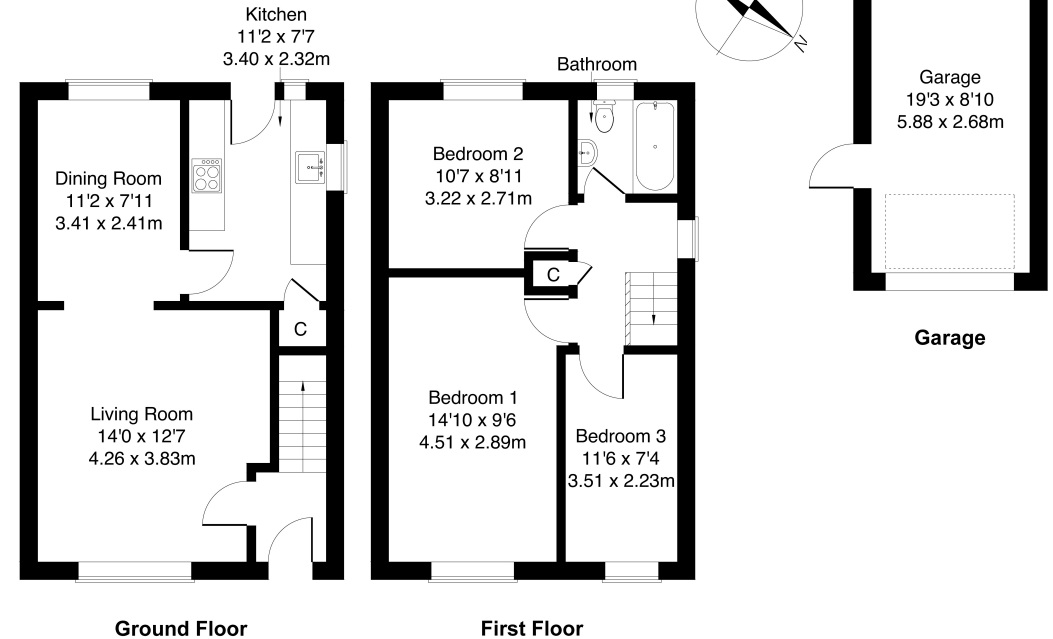 Kitchen
11'2 x 7'7
3.40 x 2.32m
Dining Room
11'2 x 7'11
3.41 x 2.41m
C
Living Room
14'0 x 12'7
4.26 x 3.83m
Ground Floor
Bathroom
Bedroom 2
10'7 x 8'11
3.22 x 2.71m
C
Bedroom 1
14'10 x 9'6
4.51 x 2.89m
Bedroom 3
11'6 x 7'4
3.51 x 2.23m
First Floor
N
Garage
19'3 x 8'10
5.88 x 2.68m
Garage